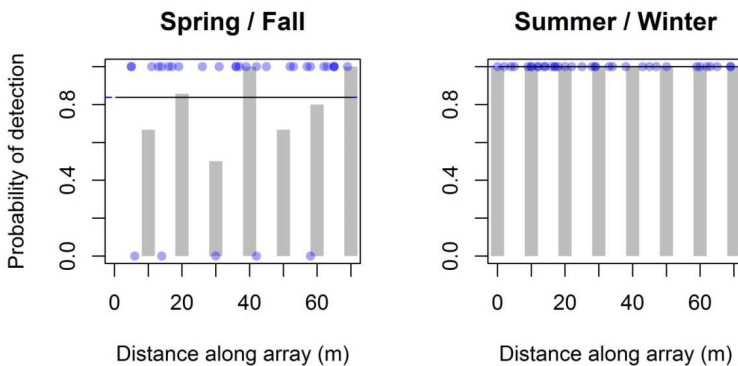 Spring / Fall
Summer / Winter
Probability of detection
0.8
0.4
0.0
0.8
0.4
0.0
0 20 40 60
0 20 40 60
Distance along array (m)
Distance along array (m)